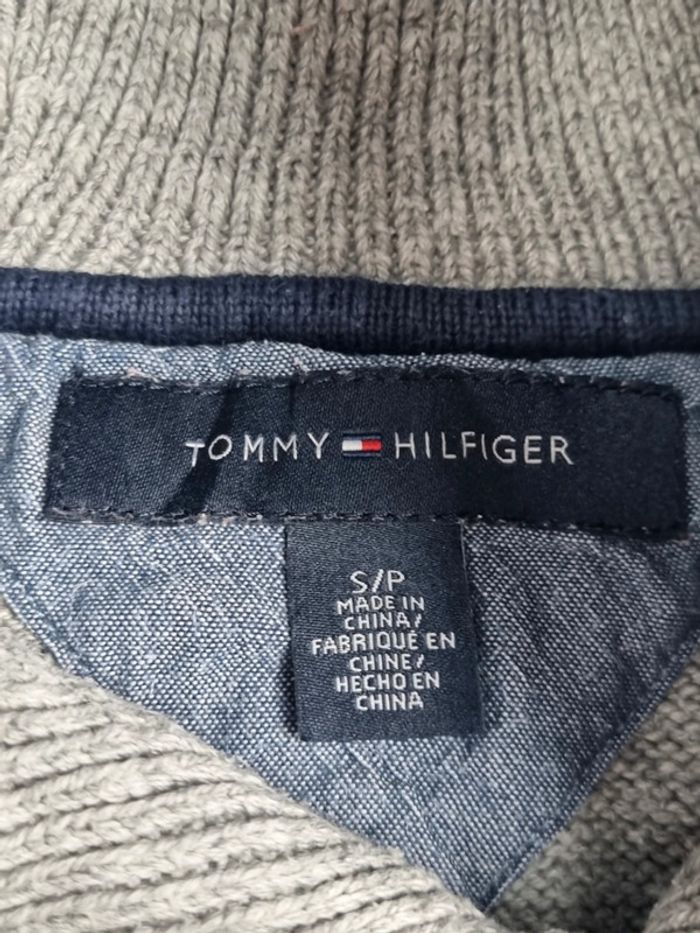 TOMMY HILFIGER
S/P
MADE IN
CHINA/
FABRIQUÉ EN
CHINE/
HECHO EN
CHINA